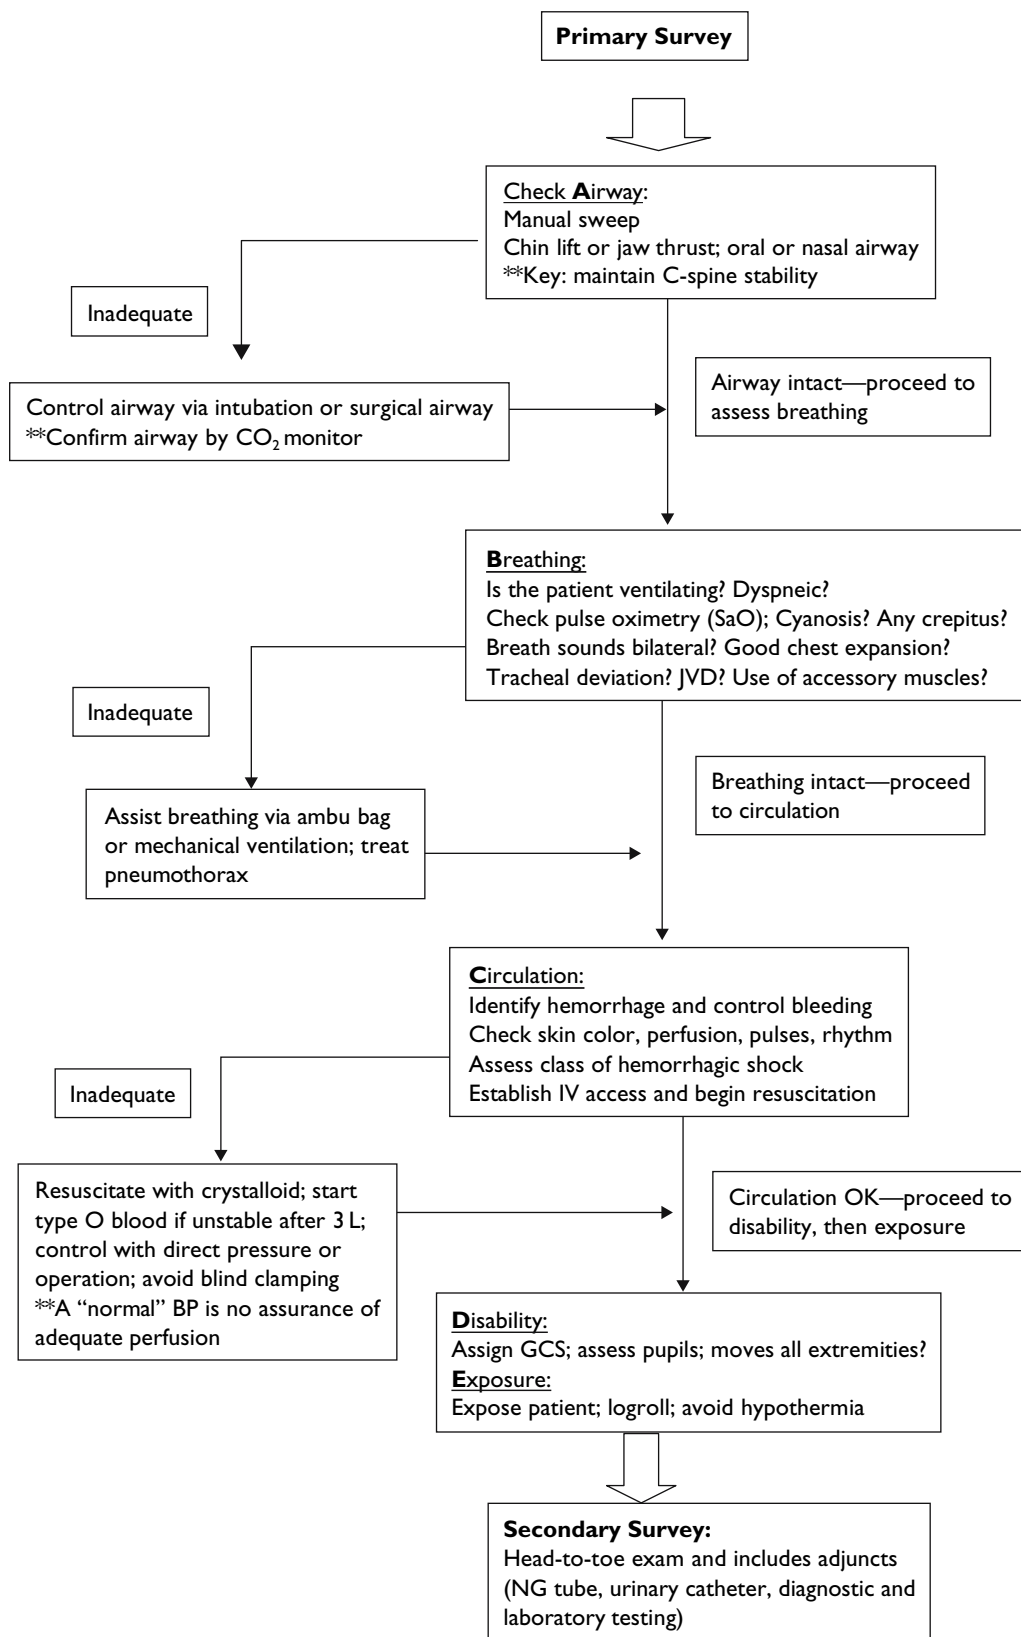 Primary Survey
Check Airway:
Manual sweep
Chin lift or jaw thrust; oral or nasal airway
**Key: maintain C-spine stability
Inadequate
Airway intact—proceed to
assess breathing
Control airway via intubation or surgical airway
**Confirm airway by CO₂ monitor
Breathing:
Is the patient ventilating? Dyspneic?
Check pulse oximetry (SaO); Cyanosis? Any crepitus?
Breath sounds bilateral? Good chest expansion?
Tracheal deviation? JVD? Use of accessory muscles?
Inadequate
Breathing intact—proceed
to circulation
Assist breathing via ambu bag
or mechanical ventilation; treat
pneumothorax
Circulation:
Identify hemorrhage and control bleeding
Check skin color, perfusion, pulses, rhythm
Assess class of hemorrhagic shock
Establish IV access and begin resuscitation
Inadequate
Resuscitate with crystalloid; start
type O blood if unstable after 3 L;
control with direct pressure or
operation; avoid blind clamping
**A “normal” BP is no assurance of
adequate perfusion
Circulation OK—proceed to
disability, then exposure
Disability:
Assign GCS; assess pupils; moves all extremities?
Exposure:
Expose patient; logroll; avoid hypothermia
Secondary Survey:
Head-to-toe exam and includes adjuncts
(NG tube, urinary catheter, diagnostic and
laboratory testing)